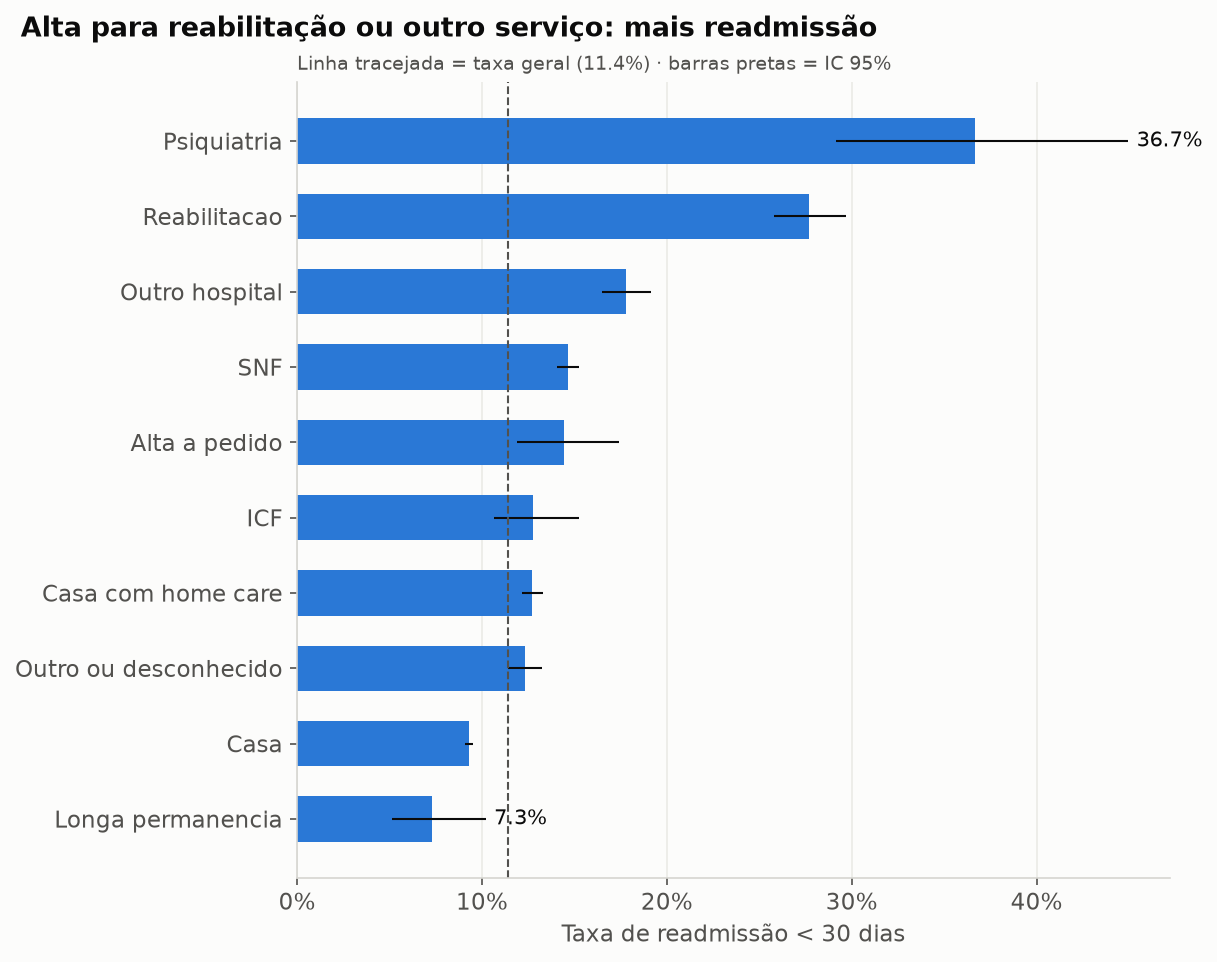 Alta para reabilitação ou outro serviço: mais readmissão
Linha tracejada = taxa geral (11.4%) · barras pretas = IC 95%
Psiquiatria
36.7%
Reabilitacao
Outro hospital
SNF
Alta a pedido
ICF
Casa com home care
Outro ou desconhecido
Casa
Longa permanencia
7.3%
0%
10%
20%
30%
40%
Taxa de readmissão < 30 dias